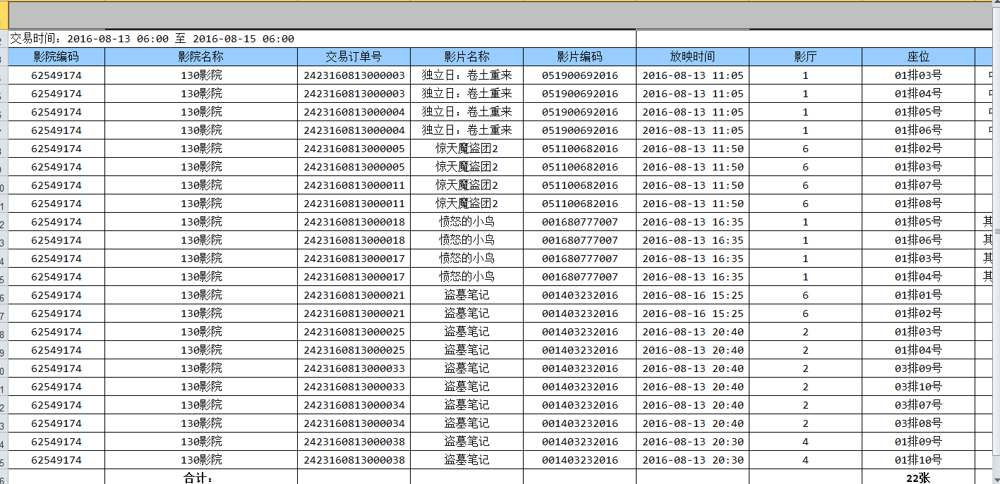 交易时间：2016-08-13 06:00 至 2016-08-15 06:00
影院编码 影院名称 交易订单号 影片名称 影片编码 放映时间 影厅 座位
62549174 130影院 2423160813000003 独立日：卷土重来 051900692016 2016-08-13 11:05 1 01排03号
62549174 130影院 2423160813000003 独立日：卷土重来 051900692016 2016-08-13 11:05 1 01排04号
62549174 130影院 2423160813000004 独立日：卷土重来 051900692016 2016-08-13 11:05 1 01排05号
62549174 130影院 2423160813000004 独立日：卷土重来 051900692016 2016-08-13 11:05 1 01排06号
62549174 130影院 2423160813000005 惊天魔盗团2 051100682016 2016-08-13 11:50 6 01排02号
62549174 130影院 2423160813000005 惊天魔盗团2 051100682016 2016-08-13 11:50 6 01排03号
62549174 130影院 2423160813000011 惊天魔盗团2 051100682016 2016-08-13 11:50 6 01排07号
62549174 130影院 2423160813000011 惊天魔盗团2 051100682016 2016-08-13 11:50 6 01排08号
62549174 130影院 2423160813000018 愤怒的小鸟 001680777007 2016-08-13 16:35 1 01排05号 其
62549174 130影院 2423160813000018 愤怒的小鸟 001680777007 2016-08-13 16:35 1 01排06号 其
62549174 130影院 2423160813000017 愤怒的小鸟 001680777007 2016-08-13 16:35 1 01排03号 其
62549174 130影院 2423160813000017 愤怒的小鸟 001680777007 2016-08-13 16:35 1 01排04号 其
62549174 130影院 2423160813000021 盗墓笔记 001403232016 2016-08-16 15:25 6 01排01号
62549174 130影院 2423160813000021 盗墓笔记 001403232016 2016-08-16 15:25 6 01排02号
62549174 130影院 2423160813000025 盗墓笔记 001403232016 2016-08-13 20:40 2 01排03号
62549174 130影院 2423160813000025 盗墓笔记 001403232016 2016-08-13 20:40 2 01排04号
62549174 130影院 2423160813000033 盗墓笔记 001403232016 2016-08-13 20:40 2 03排09号
62549174 130影院 2423160813000033 盗墓笔记 001403232016 2016-08-13 20:40 2 03排10号
62549174 130影院 2423160813000034 盗墓笔记 001403232016 2016-08-13 20:40 2 03排07号
62549174 130影院 2423160813000034 盗墓笔记 001403232016 2016-08-13 20:40 2 03排08号
62549174 130影院 2423160813000038 盗墓笔记 001403232016 2016-08-13 20:30 4 01排09号
62549174 130影院 2423160813000038 盗墓笔记 001403232016 2016-08-13 20:30 4 01排10号
合计： 22张